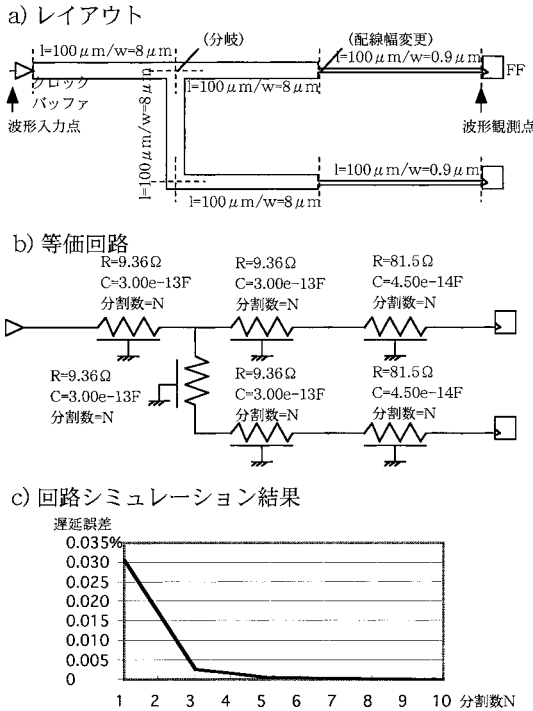 a) レイアウト
l=100μm/w=8μm
(分岐)
(配線幅変更)
l=100μm/w=0.9μm
FF
クロック
バッファ
波形入力点
l=100μm/w=8μm
l=100μm/w=8μm
l=100μm/w=8μm
波形観測点
l=100μm/w=0.9μm
l=100μm/w=8μm
b) 等価回路
R=9.36Ω
C=3.00e-13F
分割数=N
R=9.36Ω
C=3.00e-13F
分割数=N
R=81.5Ω
C=4.50e-14F
分割数=N
R=9.36Ω
C=3.00e-13F
分割数=N
R=9.36Ω
C=3.00e-13F
分割数=N
R=81.5Ω
C=4.50e-14F
分割数=N
c) 回路シミュレーション結果
遅延誤差
0.035%
0.030
0.025
0.020
0.015
0.010
0.005
0
1 2 3 4 5 6 7 8 9 10 分割数N